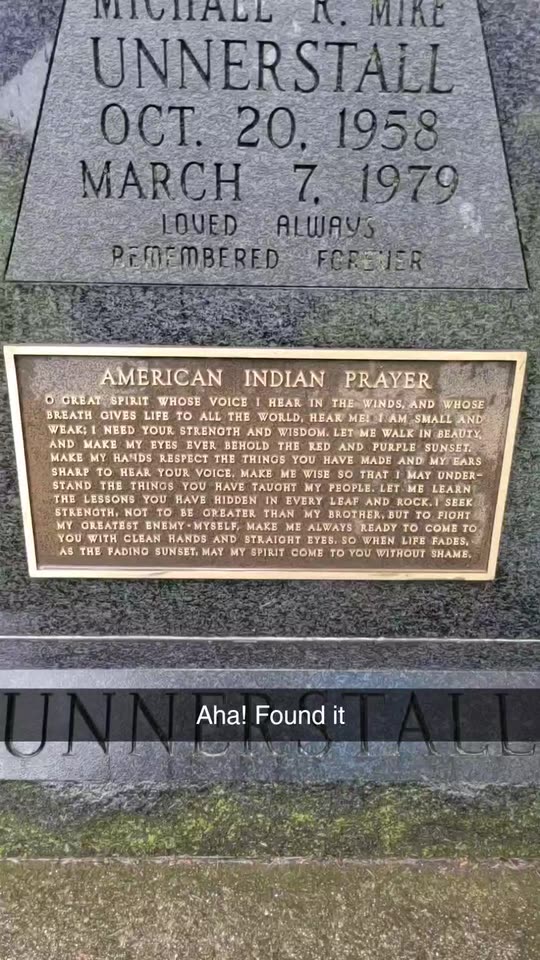 MICHAEL R. MIKE
UNNERSTALL
OCT. 20, 1958
MARCH 7, 1979
LOVED ALWAYS
REMEMBERED FOREVER
AMERICAN INDIAN PRAYER
O GREAT SPIRIT WHOSE VOICE I HEAR IN THE WINDS, AND WHOSE
BREATH GIVES LIFE TO ALL THE WORLD, HEAR ME! I AM SMALL AND
WEAK; I NEED YOUR STRENGTH AND WISDOM. LET ME WALK IN BEAUTY,
AND MAKE MY EYES EVER BEHOLD THE RED AND PURPLE SUNSET.
MAKE MY HANDS RESPECT THE THINGS YOU HAVE MADE AND MY EARS
SHARP TO HEAR YOUR VOICE. MAKE ME WISE SO THAT I MAY UNDER-
STAND THE THINGS YOU HAVE TAUGHT MY PEOPLE. LET ME LEARN
THE LESSONS YOU HAVE HIDDEN IN EVERY LEAF AND ROCK. I SEEK
STRENGTH, NOT TO BE GREATER THAN MY BROTHER, BUT TO FIGHT
MY GREATEST ENEMY-MYSELF. MAKE ME ALWAYS READY TO COME TO
YOU WITH CLEAN HANDS AND STRAIGHT EYES. SO WHEN LIFE FADES,
AS THE FADING SUNSET, MAY MY SPIRIT COME TO YOU WITHOUT SHAME.
UNNERSTALL
Aha! Found it